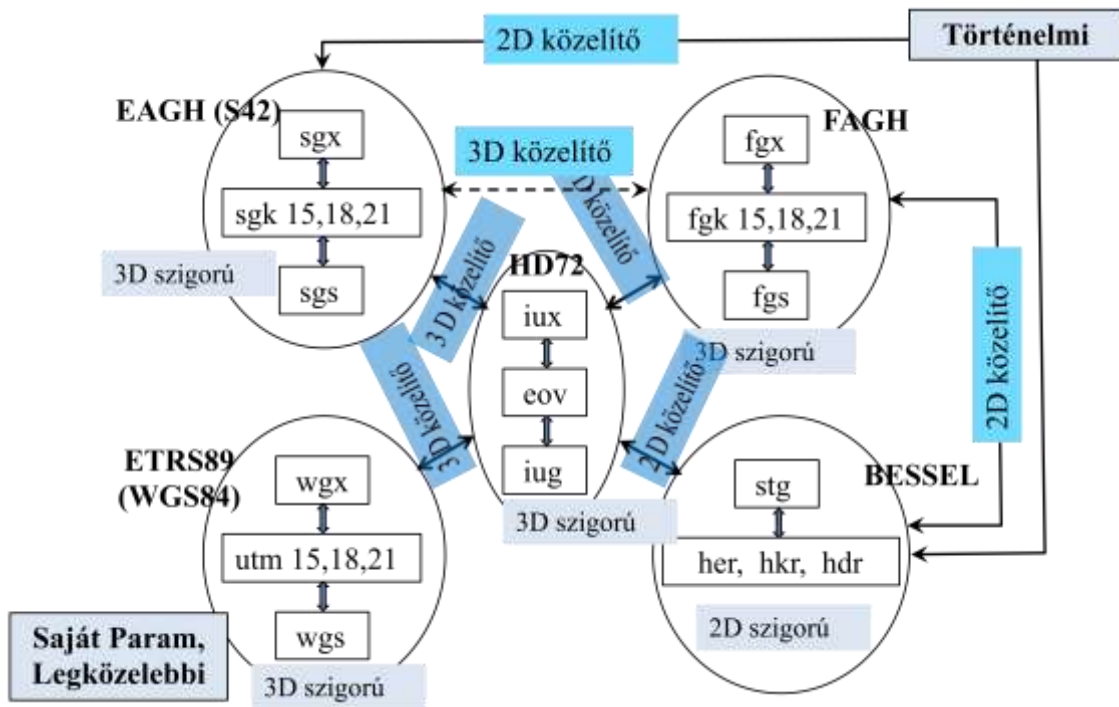 2D közelítő
Történelmi
EAGH (S42)
sgx
sgk 15,18,21
sgs
3D szigorú
3D közelítő
FAGH
fgx
fgk 15,18,21
fgs
3D szigorú
D közelítő
3D közelítő
HD72
iux
eov
iug
3D szigorú
3D közelítő
2D közelítő
2D közelítő
ETRS89
(WGS84)
wgx
utm 15,18,21
wgs
3D szigorú
BESSEL
stg
her, hkr, hdr
2D szigorú
Saját Param,
Legközelebbi